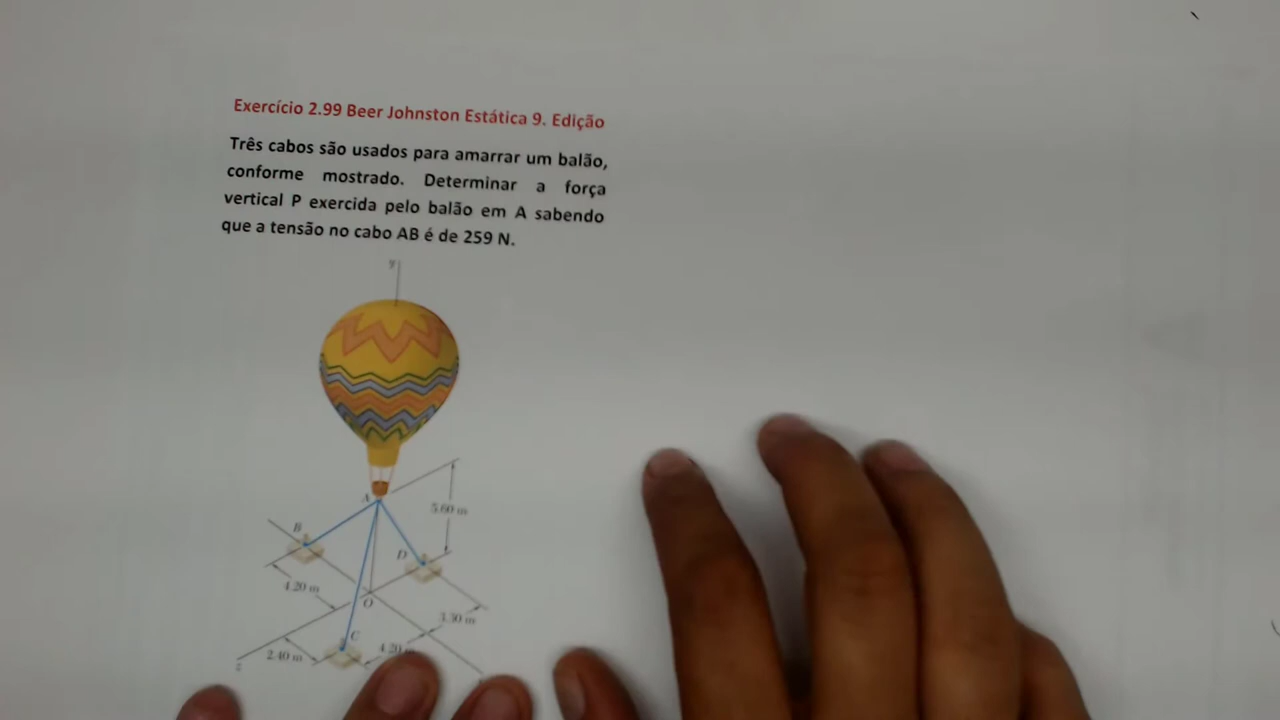 Exercício 2.99 Beer Johnston Estática 9. Edição
Três cabos são usados para amarrar um balão,
conforme mostrado. Determinar a força
vertical P exercida pelo balão em A sabendo
que a tensão no cabo AB é de 259 N.
y
A
5.60 m
B
D
4.20 m
O
3.30 m
C
4.20
2.40 m
z